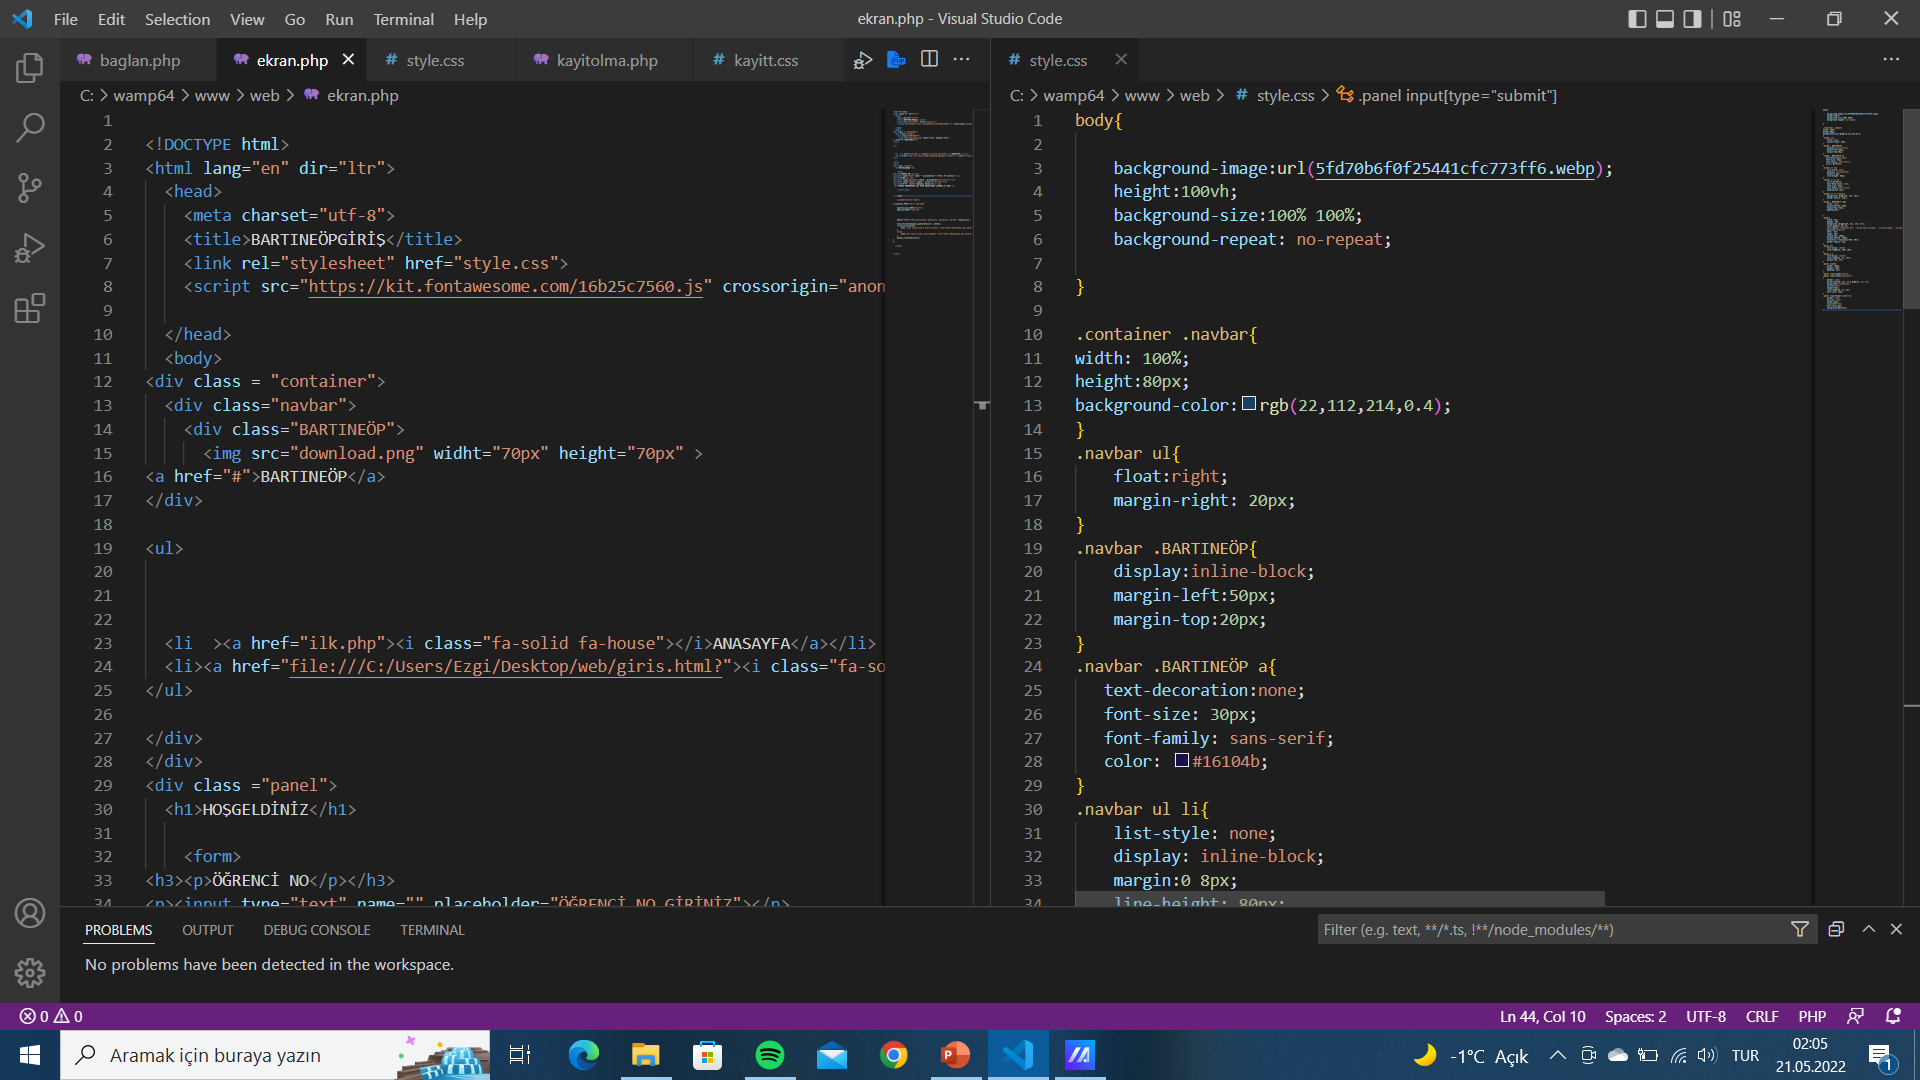 File Edit Selection View Go Run Terminal Help
ekran.php - Visual Studio Code
baglan.php ekran.php style.css kayitolma.php kayitt.css
C: > wamp64 > www > web > ekran.php
1
2 <!DOCTYPE html>
3 <html lang="en" dir="ltr">
4 <head>
5 <meta charset="utf-8">
6 <title>BARTINEÖPGİRİŞ</title>
7 <link rel="stylesheet" href="style.css">
8 <script src="https://kit.fontawesome.com/16b25c7560.js" crossorigin="anon
9
10 </head>
11 <body>
12 <div class = "container">
13 <div class="navbar">
14 <div class="BARTINEÖP">
15 <img src="download.png" widht="70px" height="70px" >
16 <a href="#">BARTINEÖP</a>
17 </div>
18
19 <ul>
20
21
22
23 <li  ><a href="ilk.php"><i class="fa-solid fa-house"></i>ANASAYFA</a></li>
24 <li><a href="file:///C:/Users/Ezgi/Desktop/web/giris.html?"><i class="fa-so
25 </ul>
26
27 </div>
28 </div>
29 <div class ="panel">
30 <h1>HOŞGELDİNİZ</h1>
31
32 <form>
33 <h3><p>ÖĞRENCİ NO</p></h3>
34 <p><input type="text" name="" placeholder="ÖĞRENCİ NO GİRİNİZ"></p>
style.css
C: > wamp64 > www > web > style.css > .panel input[type="submit"]
1 body{
2
3 background-image:url(5fd70b6f0f25441cfc773ff6.webp);
4 height:100vh;
5 background-size:100% 100%;
6 background-repeat: no-repeat;
7
8 }
9
10 .container .navbar{
11 width: 100%;
12 height:80px;
13 background-color:rgb(22,112,214,0.4);
14 }
15 .navbar ul{
16 float:right;
17 margin-right: 20px;
18 }
19 .navbar .BARTINEÖP{
20 display:inline-block;
21 margin-left:50px;
22 margin-top:20px;
23 }
24 .navbar .BARTINEÖP a{
25 text-decoration:none;
26 font-size: 30px;
27 font-family: sans-serif;
28 color: #16104b;
29 }
30 .navbar ul li{
31 list-style: none;
32 display: inline-block;
33 margin:0 8px;
34 line-height: 80px;
PROBLEMS OUTPUT DEBUG CONSOLE TERMINAL
Filter (e.g. text, **/*.ts, !**/node_modules/**)
No problems have been detected in the workspace.
0 0
Ln 44, Col 10 Spaces: 2 UTF-8 CRLF PHP
Aramak için buraya yazın
-1°C Açık
TUR
02:05
21.05.2022
1